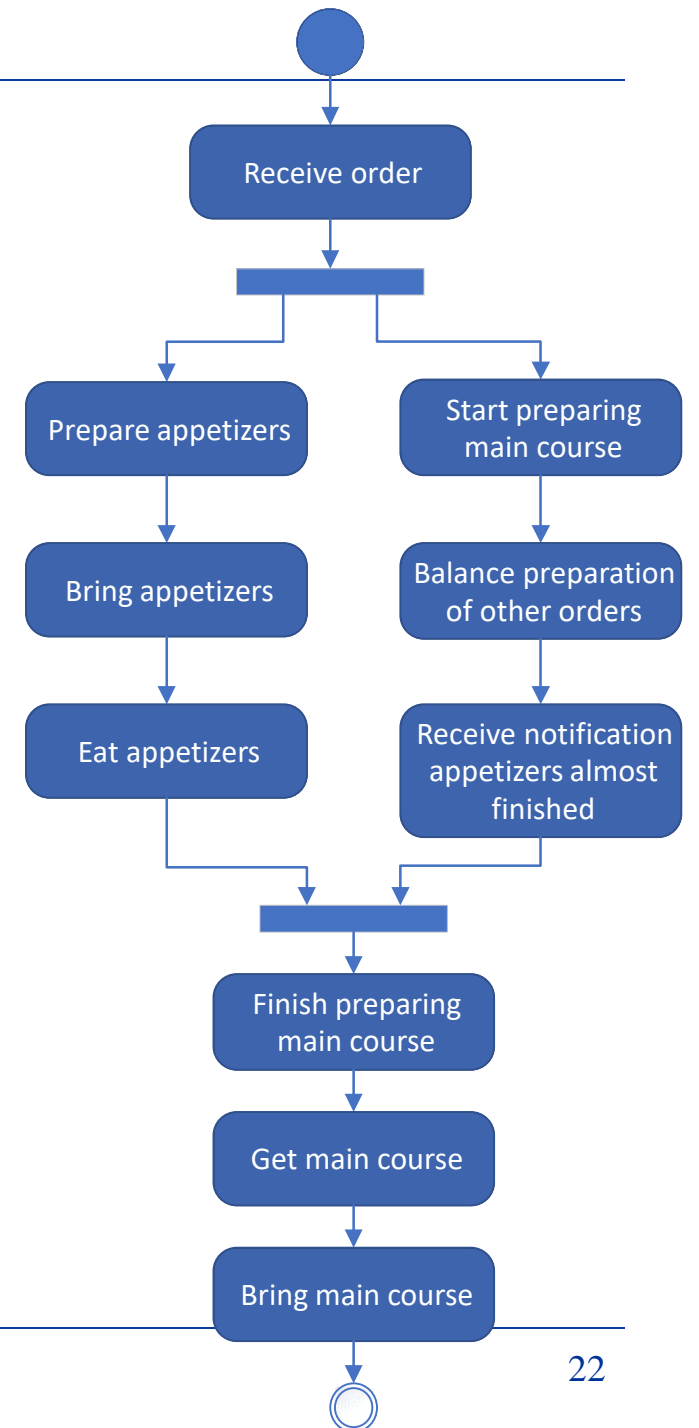 Receive order
Prepare appetizers
Start preparing
main course
Bring appetizers
Balance preparation
of other orders
Eat appetizers
Receive notification
appetizers almost
finished
Finish preparing
main course
Get main course
Bring main course
22